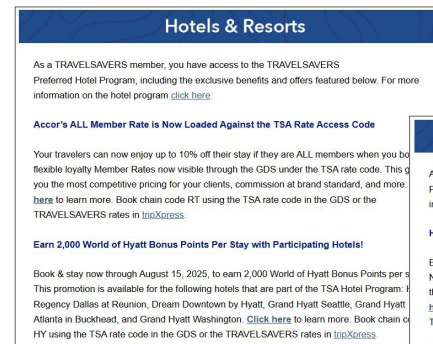 Hotels & Resorts
As a TRAVELSAVERS member, you have access to the TRAVELSAVERS
Preferred Hotel Program, including the exclusive benefits and offers featured below. For more
information on the hotel program click here.
Accor's ALL Member Rate is Now Loaded Against the TSA Rate Access Code
Your travelers can now enjoy up to 10% off their stay if they are ALL members when you bo
flexible loyalty Member Rates now visible through the GDS under the TSA rate code. This g
you the most competitive pricing for your clients, commission at brand standard, and more.
here to learn more. Book chain code RT using the TSA rate code in the GDS or the
TRAVELSAVERS rates in tripXpress.
Earn 2,000 World of Hyatt Bonus Points Per Stay with Participating Hotels!
Book & stay now through August 15, 2025, to earn 2,000 World of Hyatt Bonus Points per s
This promotion is available for the following hotels that are part of the TSA Hotel Program: H
Regency Dallas at Reunion, Dream Downtown by Hyatt, Grand Hyatt Seattle, Grand Hyatt
Atlanta in Buckhead, and Grand Hyatt Washington. Click here to learn more. Book chain co
HY using the TSA rate code in the GDS or the TRAVELSAVERS rates in tripXpress.